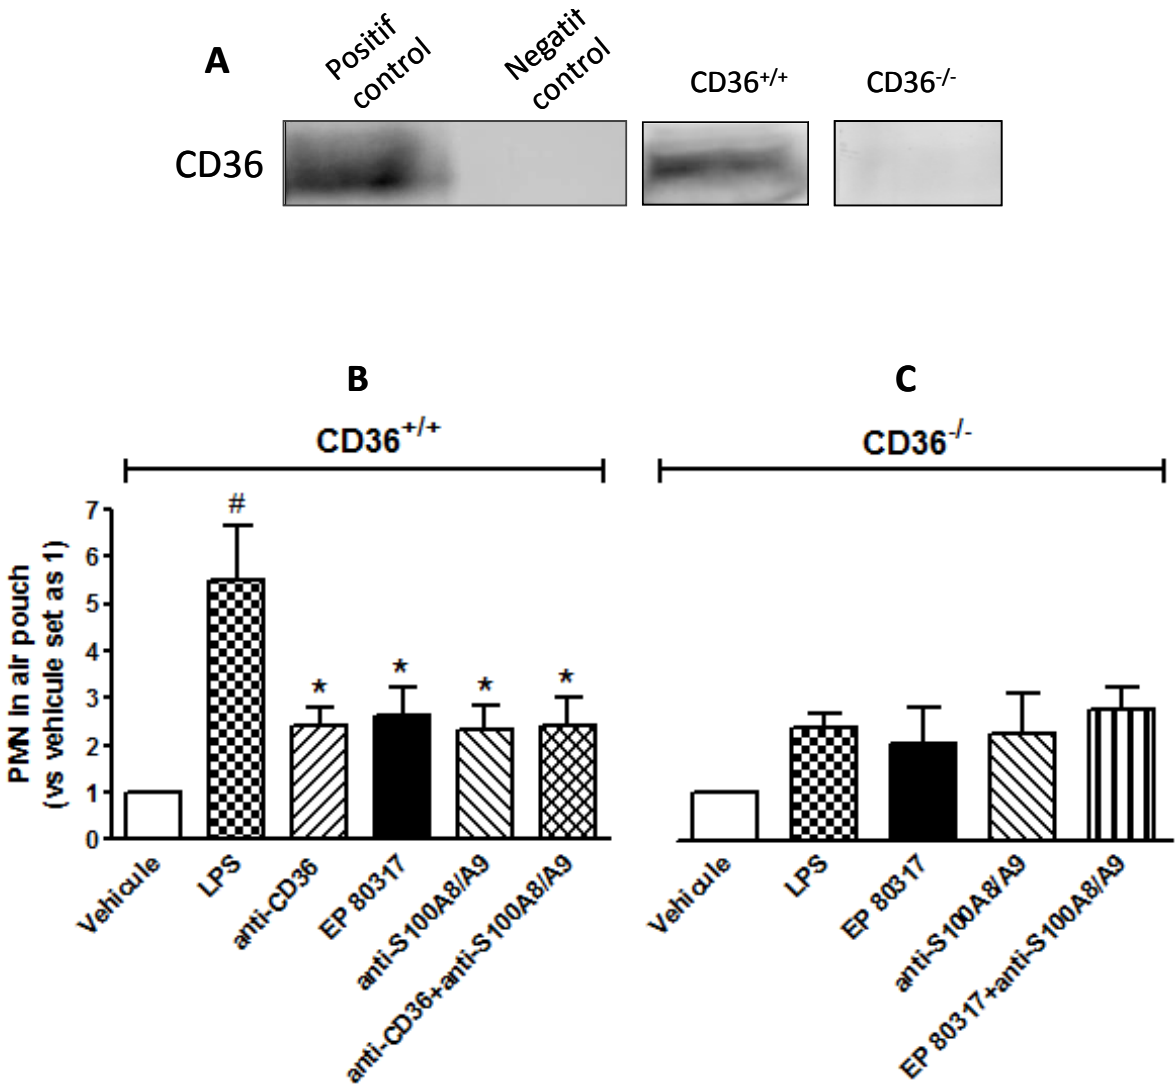 A
Positif
control
Negatif
control
CD36+/+
CD36-/-
CD36
B
C
CD36+/+
CD36-/-
PMN in air pouch
(vs vehicule set as 1)
7
6
5
4
3
2
1
0
#
*
*
*
*
Vehicule
LPS
anti-CD36
EP 80317
anti-S100A8/A9
anti-CD36+anti-S100A8/A9
Vehicule
LPS
EP 80317
anti-S100A8/A9
EP 80317+anti-S100A8/A9